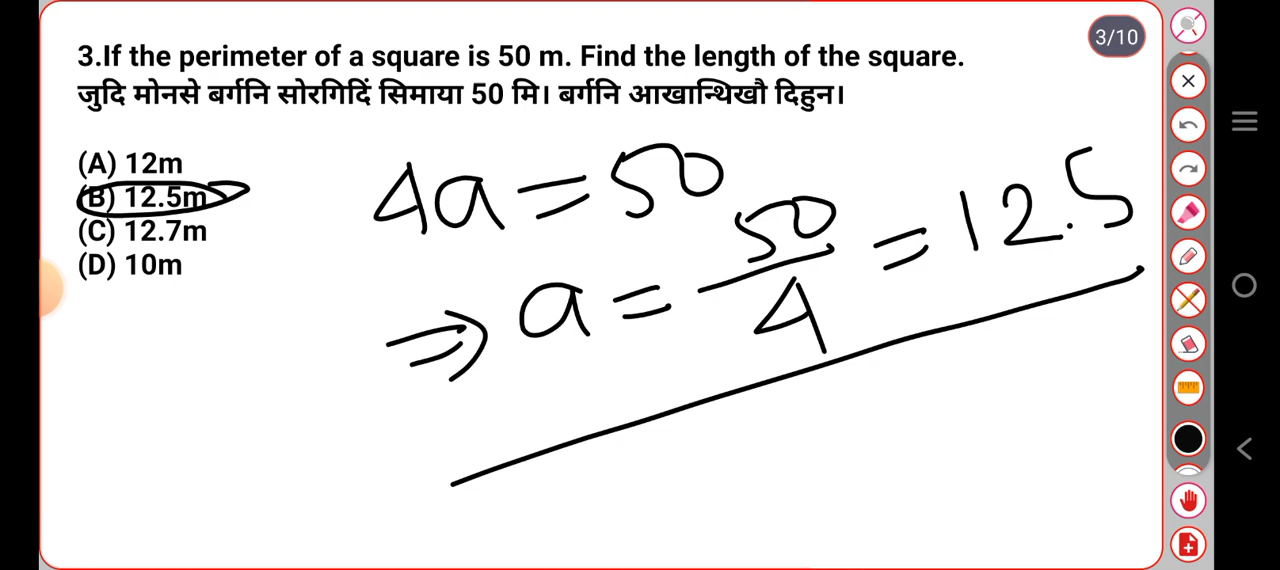 3/10
3.If the perimeter of a square is 50 m. Find the length of the square.
जुदि मोनसे बर्गनि सोरगिदिं सिमाया 50 मि। बर्गनि आखान्थिखौ दिहुन।
(A) 12m
(B) 12.5m
(C) 12.7m
(D) 10m
4a = 50
⇒ a = 50/4 = 12.5